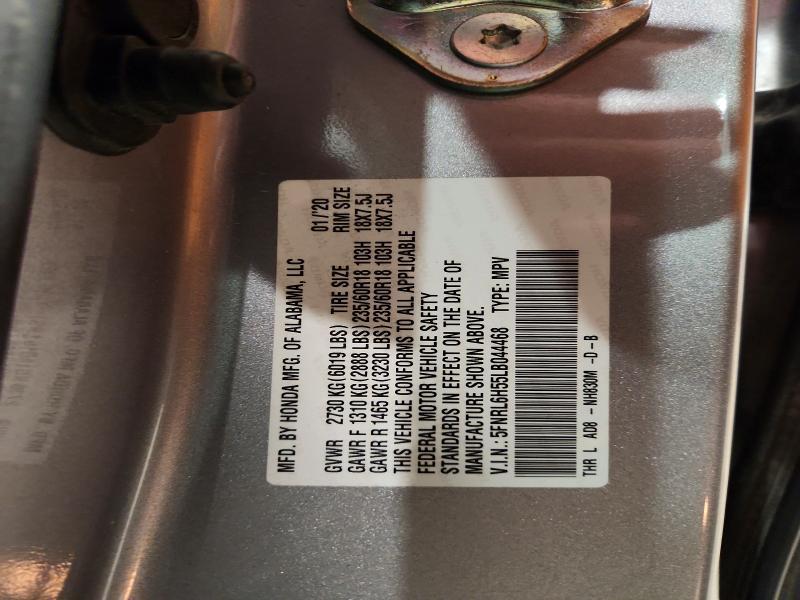 MFD. BY HONDA MFG. OF ALABAMA, LLC 01/'20
GVWR 2730 KG (6019 LBS) TIRE SIZE RIM SIZE
GAWR F 1310 KG (2888 LBS) 235/60R18 103H 18X7.5J
GAWR R 1465 KG (3230 LBS) 235/60R18 103H 18X7.5J
THIS VEHICLE CONFORMS TO ALL APPLICABLE
FEDERAL MOTOR VEHICLE SAFETY
STANDARDS IN EFFECT ON THE DATE OF
MANUFACTURE SHOWN ABOVE.
V.I.N.: 5FNRL6H55LB044468 TYPE: MPV
THR L AD8 - NH830M -D-B